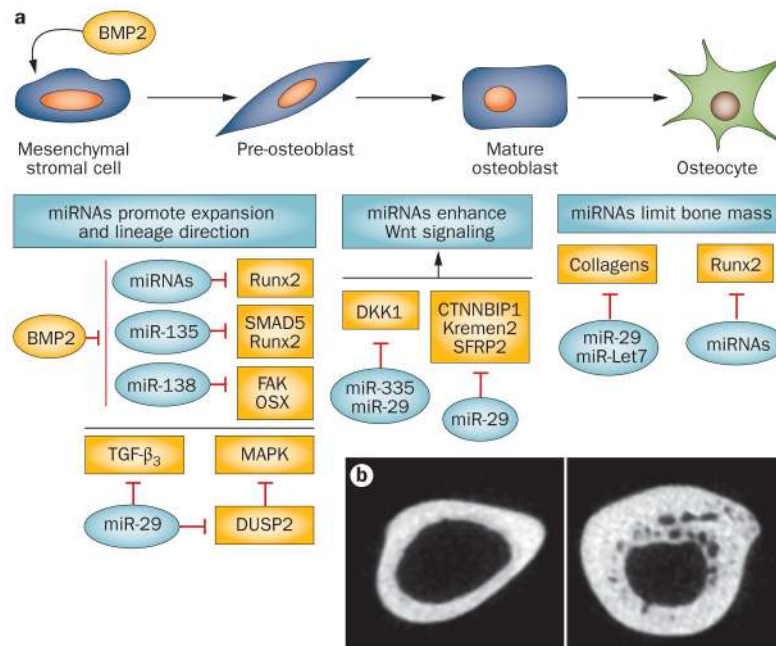 a
BMP2
Mesenchymal
stromal cell
Pre-osteoblast
Mature
osteoblast
Osteocyte
miRNAs promote expansion
and lineage direction
miRNAs enhance
Wnt signaling
miRNAs limit bone mass
BMP2
miRNAs
Runx2
miR-135
SMAD5
Runx2
miR-138
FAK
OSX
TGF-β₃
MAPK
miR-29
DUSP2
DKK1
CTNNBIP1
Kremen2
SFRP2
miR-335
miR-29
miR-29
Collagens
Runx2
miR-29
miR-Let7
miRNAs
b